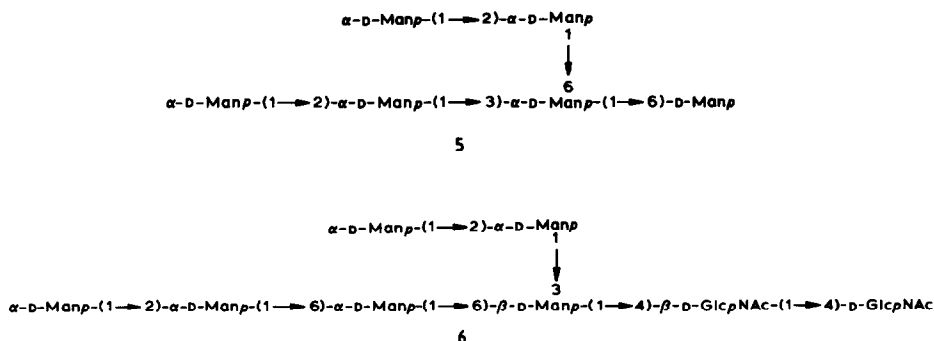 α-D-Manp-(1→2)-α-D-Manp
1
↓
6
α-D-Manp-(1→2)-α-D-Manp-(1→3)-α-D-Manp-(1→6)-D-Manp
5
α-D-Manp-(1→2)-α-D-Manp
1
↓
3
α-D-Manp-(1→2)-α-D-Manp-(1→6)-α-D-Manp-(1→6)-β-D-Manp-(1→4)-β-D-GlcpNAc-(1→4)-D-GlcpNAc
6